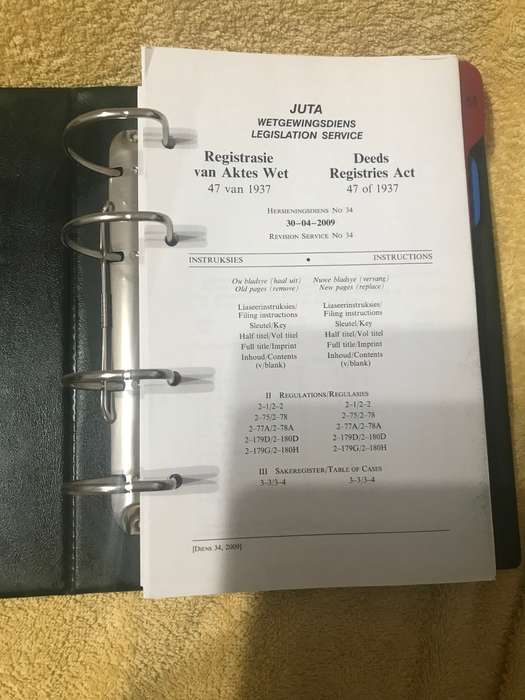 JUTA
WETGEWINGSDIENS
LEGISLATION SERVICE
Registrasie Deeds
van Aktes Wet Registries Act
47 van 1937 47 of 1937
HERSIENINGSDIENS NO 34
30–04–2009
REVISION SERVICE NO 34
INSTRUKSIES • INSTRUCTIONS
Ou bladsye (haal uit) Nuwe bladsye (vervang)
Old pages (remove) New pages (replace)
Liasseerinstruksies/ Liasseerinstruksies/
Filing instructions Filing instructions
Sleutel/Key Sleutel/Key
Half titel/Vol titel Half titel/Vol titel
Full title/Imprint Full title/Imprint
Inhoud/Contents Inhoud/Contents
(v/blank) (v/blank)
II REGULATIONS/REGULASIES
2–1/2–2 2–1/2–2
2–75/2–78 2–75/2–78
2–77A/2–78A 2–77A/2–78A
2–179D/2–180D 2–179D/2–180D
2–179G/2–180H 2–179G/2–180H
III SAKEREGISTER/TABLE OF CASES
3–3/3–4 3–3/3–4
[DIENS 34, 2009]